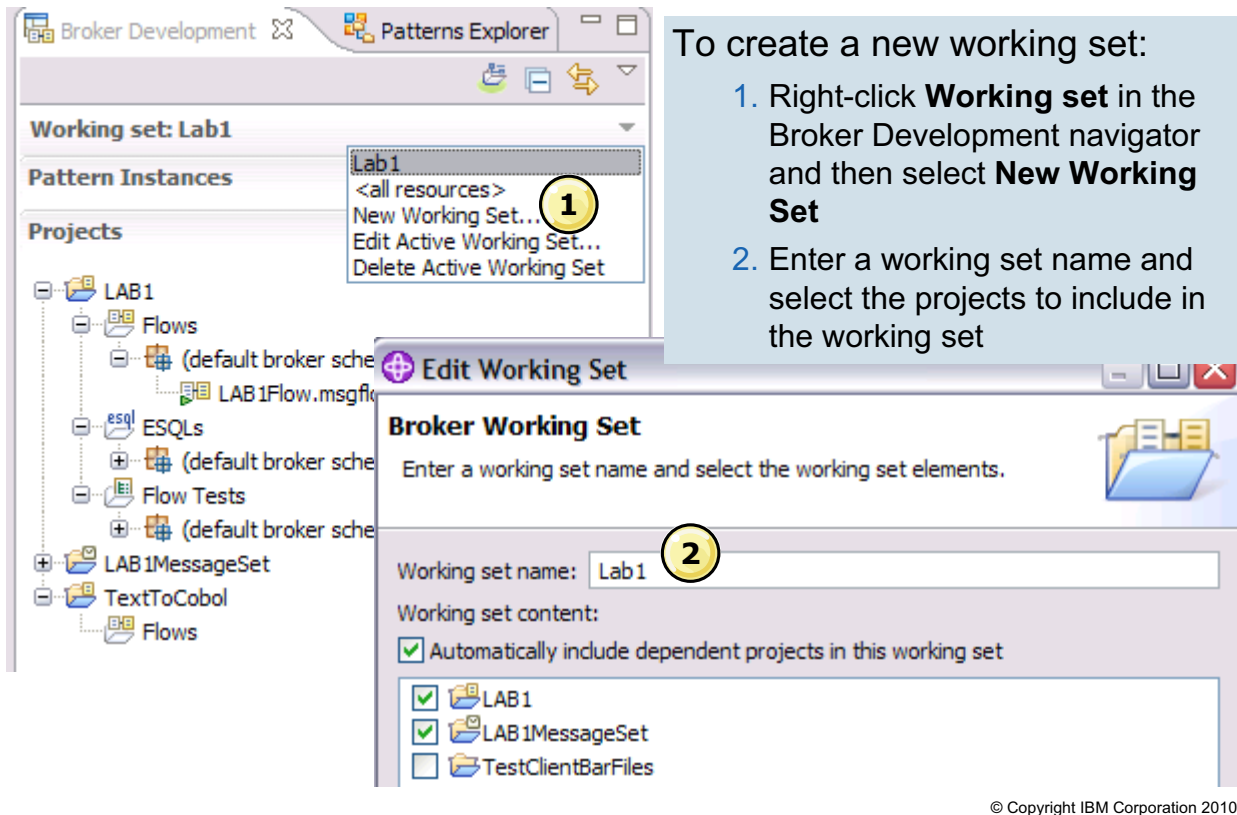 Broker Development
Patterns Explorer
Working set: Lab1
Pattern Instances
Projects
Lab1
<all resources>
New Working Set...
Edit Active Working Set...
Delete Active Working Set
1
LAB1
Flows
(default broker sche
LAB1Flow.msgflo
esql ESQLs
(default broker sche
Flow Tests
(default broker sche
LAB1MessageSet
TextToCobol
Flows
To create a new working set:
1. Right-click Working set in the
Broker Development navigator
and then select New Working
Set
2. Enter a working set name and
select the projects to include in
the working set
Edit Working Set
Broker Working Set
Enter a working set name and select the working set elements.
2
Working set name: Lab1
Working set content:
Automatically include dependent projects in this working set
LAB1
LAB1MessageSet
TestClientBarFiles
© Copyright IBM Corporation 2010